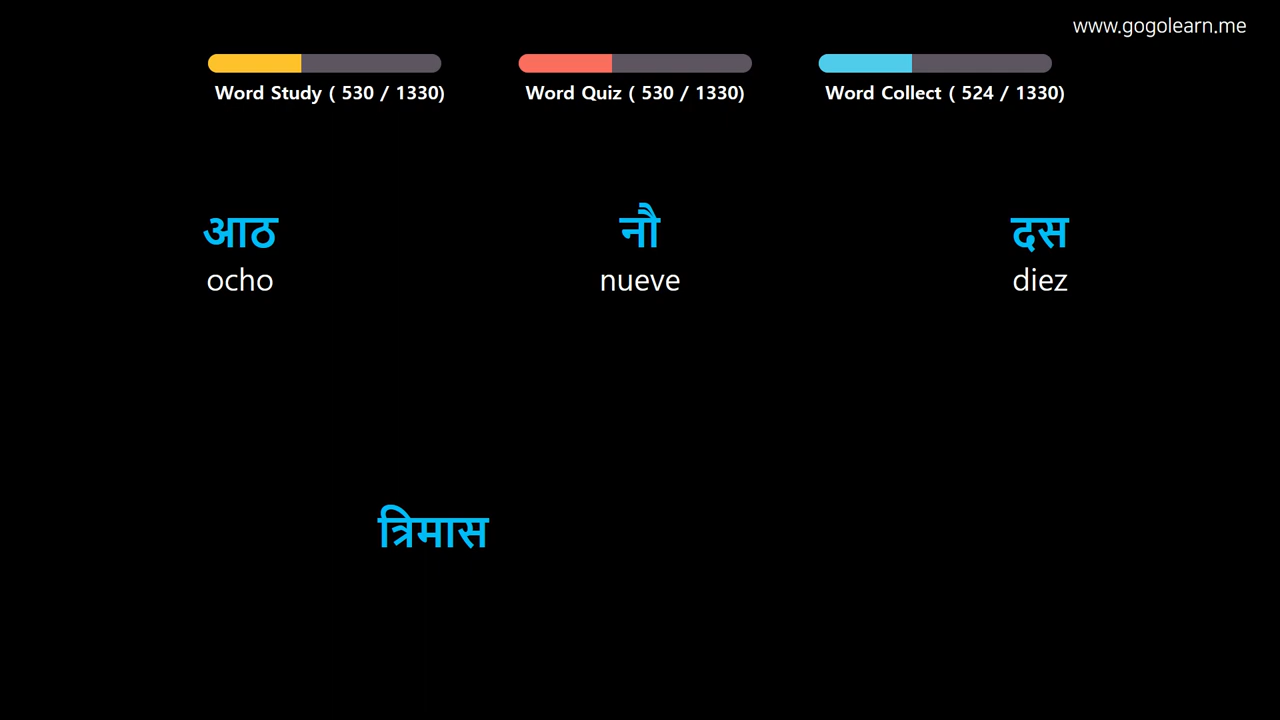 www.gogolearn.me
Word Study ( 530 / 1330)
Word Quiz ( 530 / 1330)
Word Collect ( 524 / 1330)
आठ
नौ
दस
ocho
nueve
diez
त्रिमास